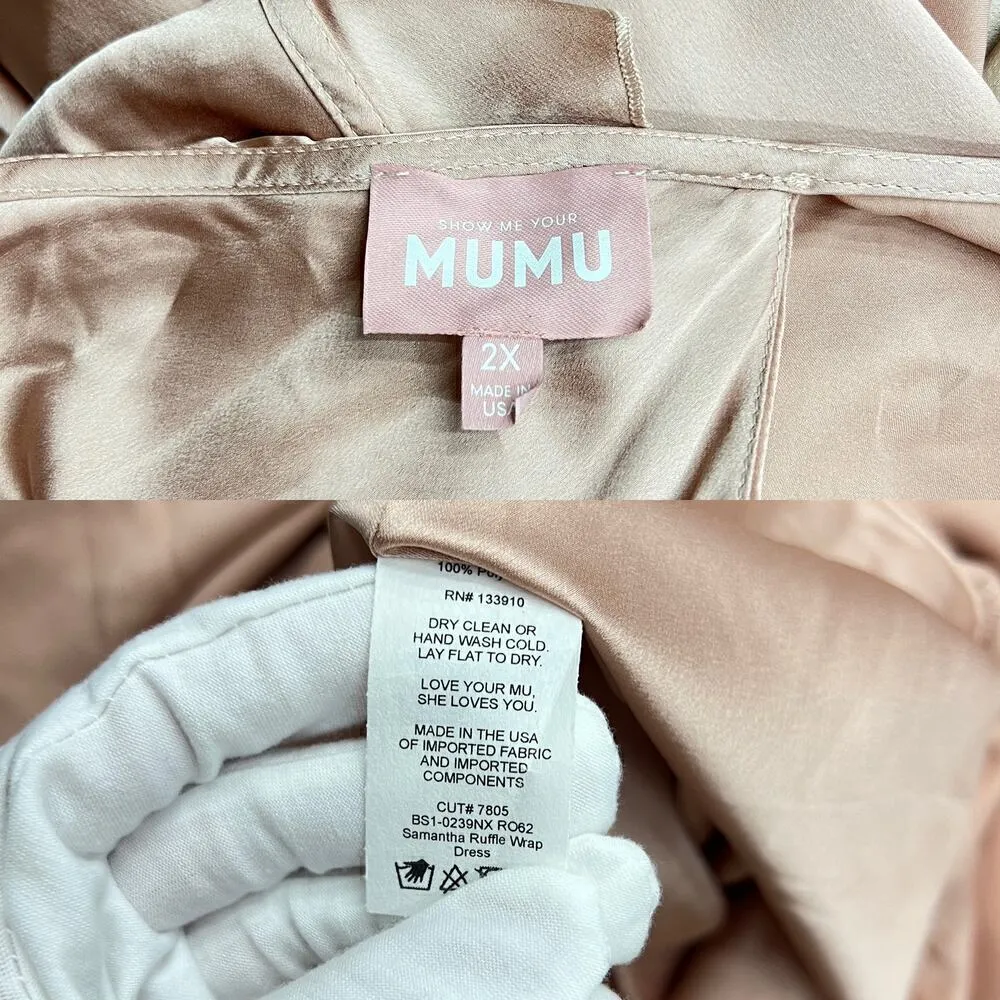 SHOW ME YOUR
MUMU
2X
MADE IN
USA
100%
RN# 133910
DRY CLEAN OR
HAND WASH COLD.
LAY FLAT TO DRY.
LOVE YOUR MU,
SHE LOVES YOU.
MADE IN THE USA
OF IMPORTED FABRIC
AND IMPORTED
COMPONENTS
CUT# 7805
BS1-0239NX RO62
Samantha Ruffle Wrap
Dress